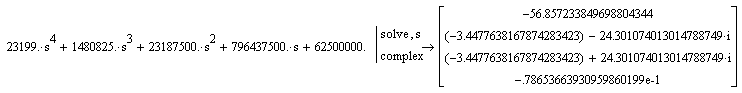 -56.857233849698804344
(-3.4477638167874283423) - 24.301074013014788749·i
23199.·s^4 + 1480825.·s^3 + 23187500.·s^2 + 796437500.·s + 62500000. | solve,s complex →
(-3.4477638167874283423) + 24.301074013014788749·i
-.78653663930959860199e-1